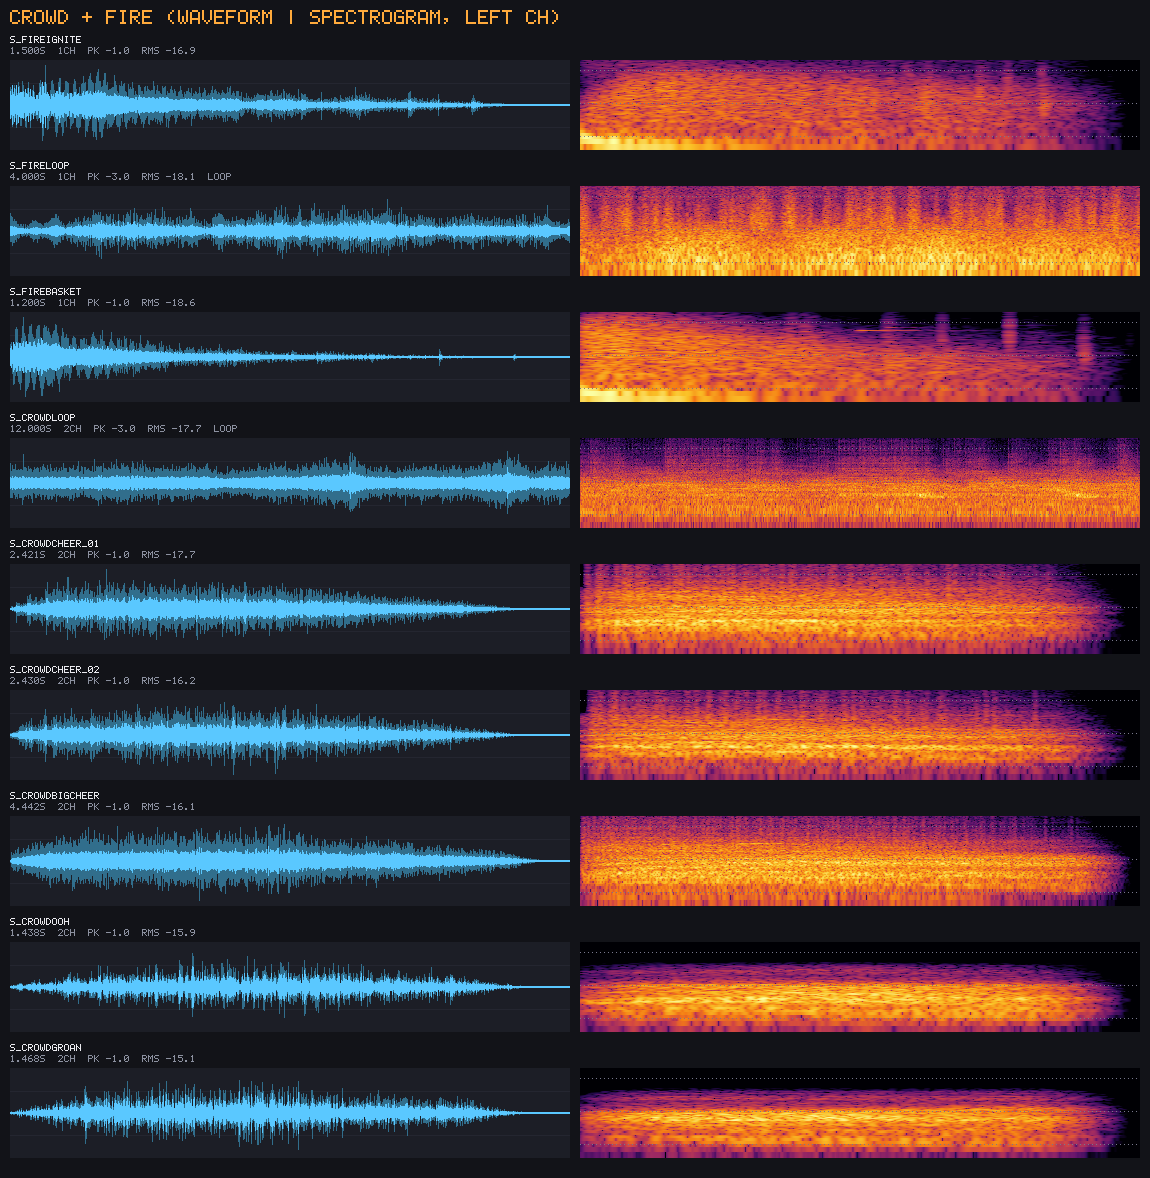 CROWD + FIRE (WAVEFORM | SPECTROGRAM, LEFT CH)
S_FIREIGNITE
1.500S 1CH PK -1.0 RMS -16.9
S_FIRELOOP
4.000S 1CH PK -3.0 RMS -18.1 LOOP
S_FIREBASKET
1.200S 1CH PK -1.0 RMS -18.6
S_CROWDLOOP
12.000S 2CH PK -3.0 RMS -17.7 LOOP
S_CROWDCHEER_01
2.421S 2CH PK -1.0 RMS -17.7
S_CROWDCHEER_02
2.430S 2CH PK -1.0 RMS -16.2
S_CROWDBIGCHEER
4.442S 2CH PK -1.0 RMS -16.1
S_CROWDOOH
1.438S 2CH PK -1.0 RMS -15.9
S_CROWDGROAN
1.468S 2CH PK -1.0 RMS -15.1